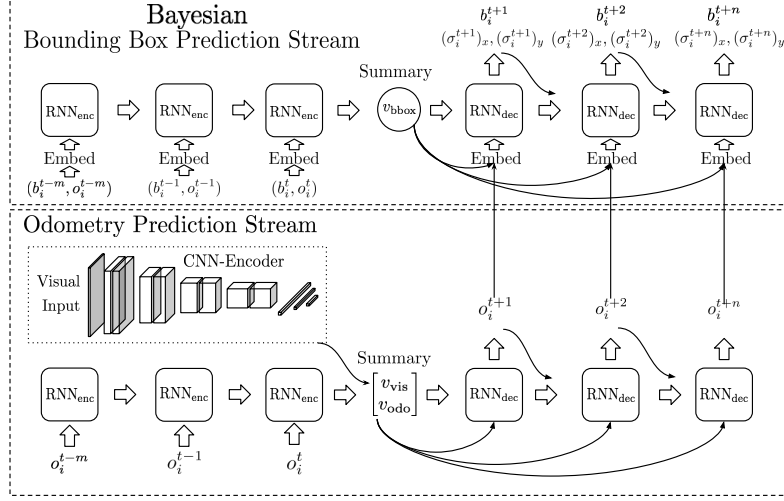 Bayesian
Bounding Box Prediction Stream
b_i^{t+1} b_i^{t+2} b_i^{t+n}
(σ_i^{t+1})_x, (σ_i^{t+1})_y (σ_i^{t+2})_x, (σ_i^{t+2})_y (σ_i^{t+n})_x, (σ_i^{t+n})_y
Summary
RNN_enc RNN_enc RNN_enc v_bbox RNN_dec RNN_dec RNN_dec
Embed Embed Embed Embed Embed Embed
(b_i^{t-m}, o_i^{t-m}) (b_i^{t-1}, o_i^{t-1}) (b_i^t, o_i^t)
Odometry Prediction Stream
CNN-Encoder
Visual
Input
o_i^{t+1} o_i^{t+2} o_i^{t+n}
Summary
RNN_enc RNN_enc RNN_enc [v_vis RNN_dec RNN_dec RNN_dec
v_odo]
o_i^{t-m} o_i^{t-1} o_i^t